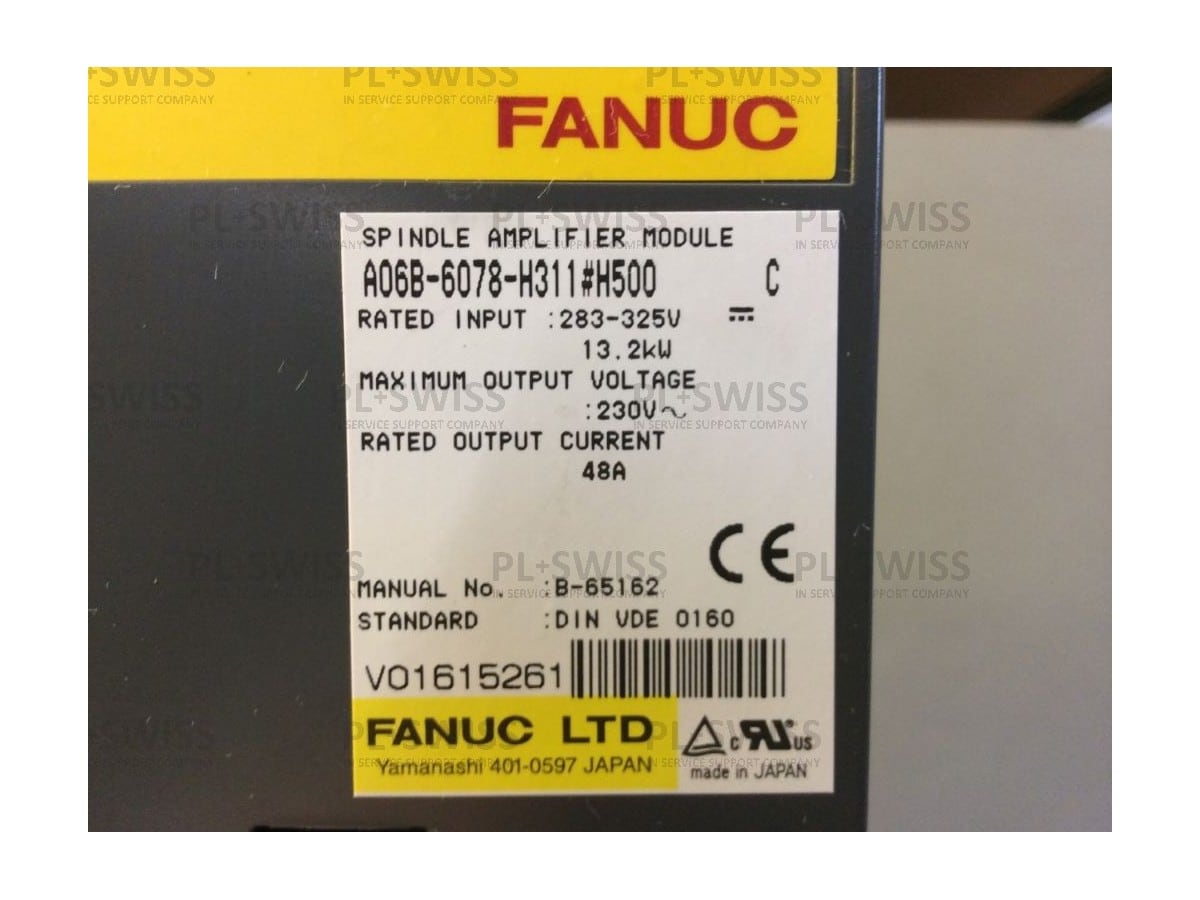 FANUC
SPINDLE AMPLIFIER MODULE
A06B-6078-H311#H500 C
RATED INPUT :283-325V ⎓
13.2kW
MAXIMUM OUTPUT VOLTAGE
:230V～
RATED OUTPUT CURRENT
48A
CE
MANUAL No. :B-65162
STANDARD :DIN VDE 0160
V01615261
FANUC LTD
Yamanashi 401-0597 JAPAN
c RU US
made in JAPAN
PL+SWISS
IN SERVICE SUPPORT COMPANY